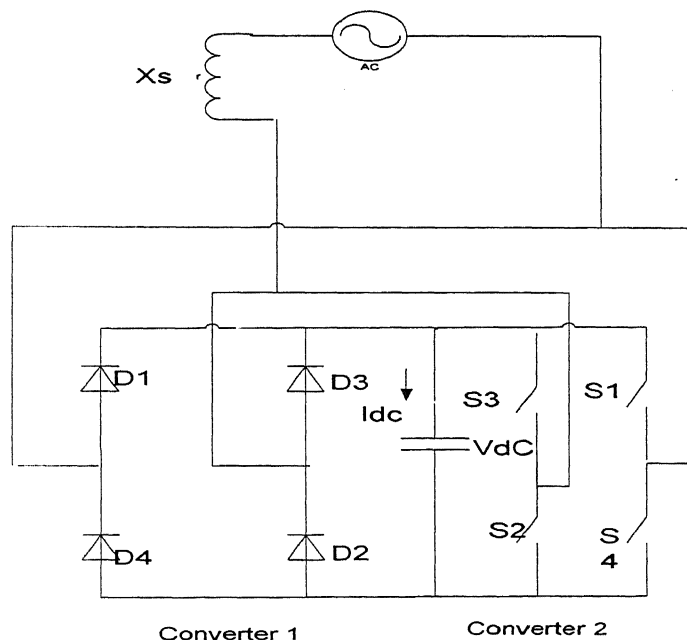 AC
Xs
D1
D3
Idc
VdC
S3
S1
D4
D2
S2
S
4
Converter 1
Converter 2